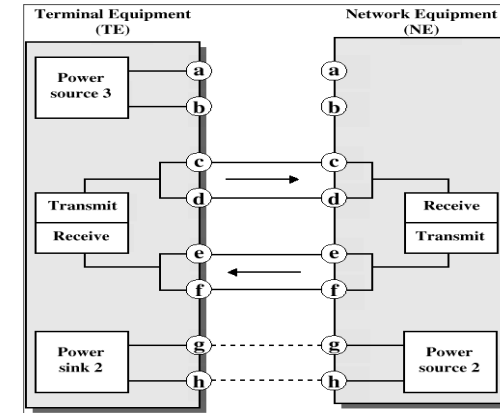 Terminal Equipment
(TE)
Network Equipment
(NE)
Power
source 3
a
b
a
b
c
d
c
d
Transmit
Receive
Receive
Transmit
e
f
e
f
Power
sink 2
g
h
g
h
Power
source 2